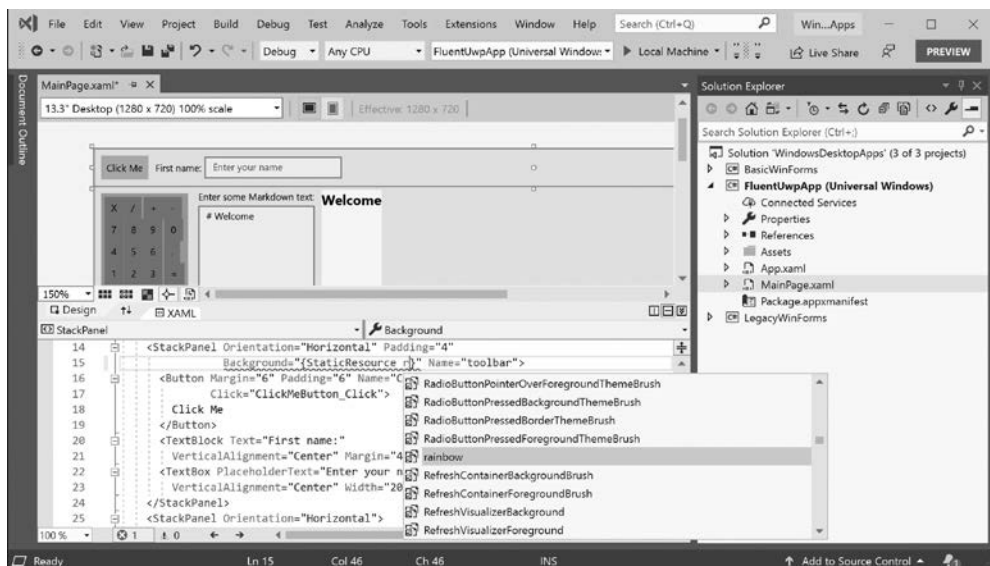 File Edit View Project Build Debug Test Analyze Tools Extensions Window Help Search (Ctrl+Q) Win...Apps
Debug Any CPU FluentUwpApp (Universal Window: Local Machine Live Share PREVIEW
Document Outline
MainPage.xaml*
13.3" Desktop (1280 x 720) 100% scale Effective: 1280 x 720
Click Me First name: Enter your name
Enter some Markdown text: Welcome
# Welcome
X / + -
7 8 9 0
4 5 6 .
1 2 3 =
150%
Design XAML
StackPanel Background
14 <StackPanel Orientation="Horizontal" Padding="4"
15 Background="{StaticResource r}" Name="toolbar">
16 <Button Margin="6" Padding="6" Name="C
17 Click="ClickMeButton_Click">
18 Click Me
19 </Button>
20 <TextBlock Text="First name:"
21 VerticalAlignment="Center" Margin="4
22 <TextBox PlaceholderText="Enter your n
23 VerticalAlignment="Center" Width="20
24 </StackPanel>
25 <StackPanel Orientation="Horizontal">
RadioButtonPointerOverForegroundThemeBrush
RadioButtonPressedBackgroundThemeBrush
RadioButtonPressedBorderThemeBrush
RadioButtonPressedForegroundThemeBrush
rainbow
RefreshContainerBackgroundBrush
RefreshContainerForegroundBrush
RefreshVisualizerBackground
RefreshVisualizerForeground
100 % 1 0
Solution Explorer
Search Solution Explorer (Ctrl+;)
Solution 'WindowsDesktopApps' (3 of 3 projects)
BasicWinForms
FluentUwpApp (Universal Windows)
Connected Services
Properties
References
Assets
App.xaml
MainPage.xaml
Package.appxmanifest
LegacyWinForms
Ready Ln 15 Col 46 Ch 46 INS Add to Source Control 1